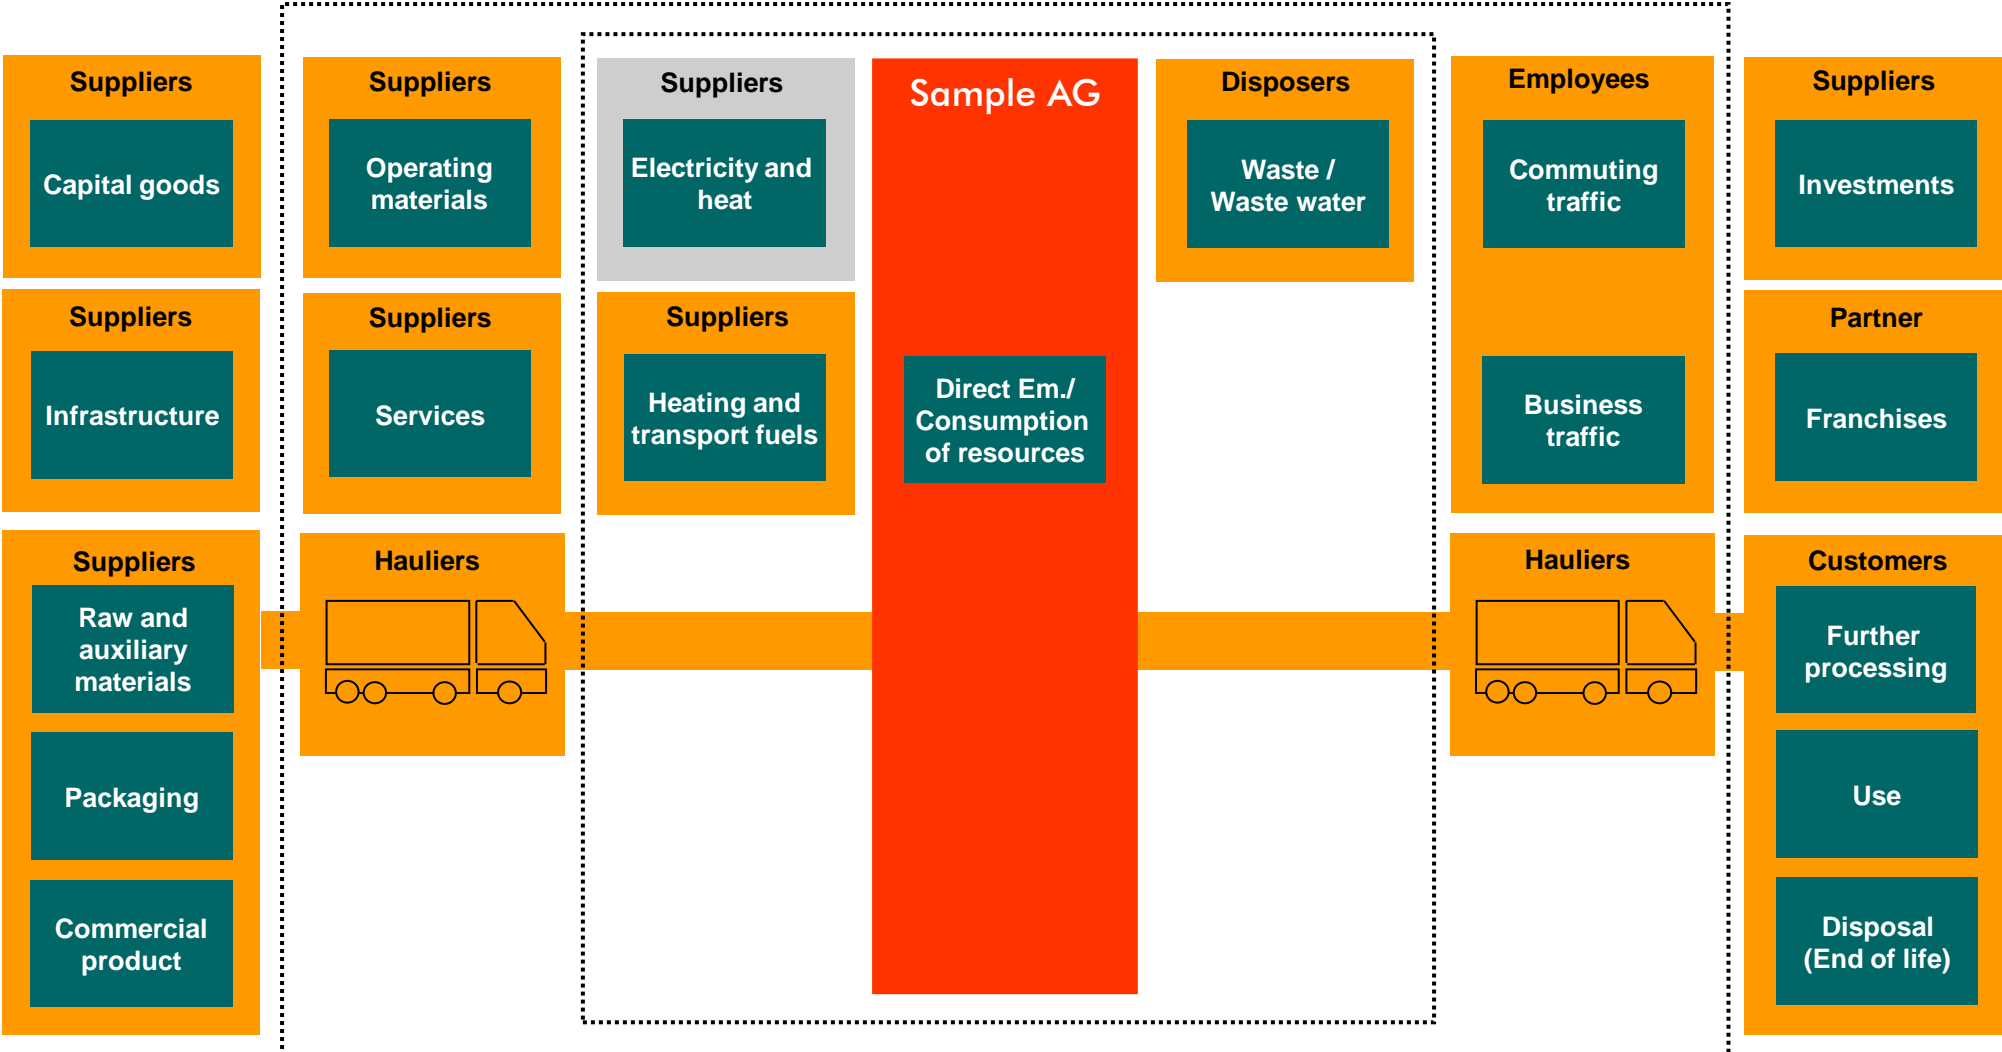 Suppliers
Capital goods
Suppliers
Operating
materials
Suppliers
Electricity and
heat
Sample AG
Disposers
Waste /
Waste water
Employees
Commuting
traffic
Suppliers
Investments
Suppliers
Infrastructure
Suppliers
Services
Suppliers
Heating and
transport fuels
Direct Em./
Consumption
of resources
Business
traffic
Partner
Franchises
Suppliers
Raw and
auxiliary
materials
Packaging
Commercial
product
Hauliers
Hauliers
Customers
Further
processing
Use
Disposal
(End of life)